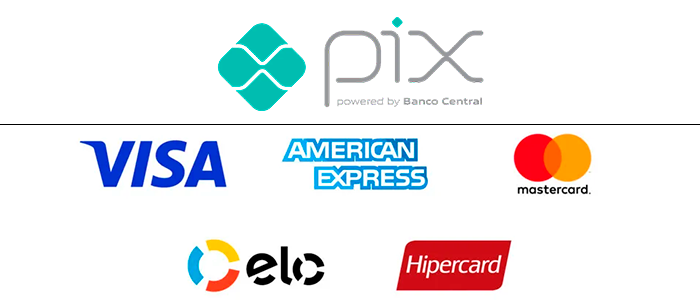 pix
powered by Banco Central
VISA
AMERICAN
EXPRESS
mastercard.
elo
Hipercard